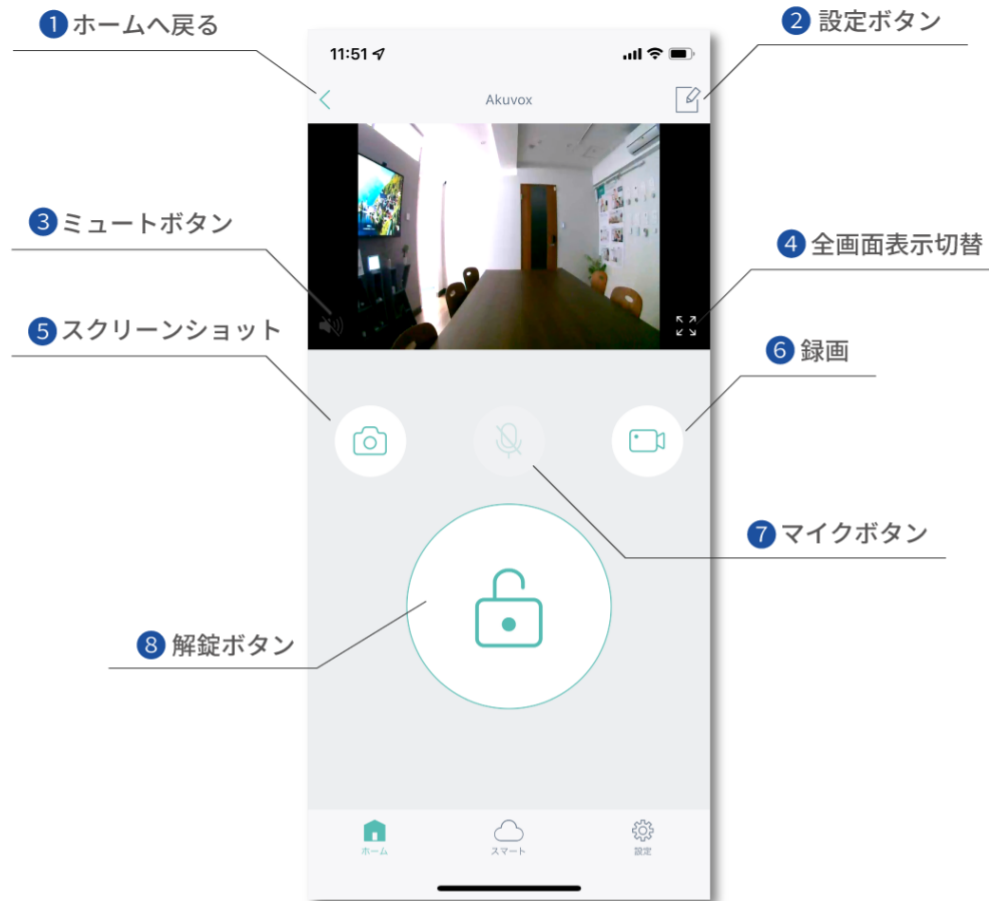 1 ホームへ戻る
2 設定ボタン
11:51
Akuvox
3 ミュートボタン
4 全画面表示切替
5 スクリーンショット
6 録画
7 マイクボタン
8 解錠ボタン
ホーム
スマート
設定